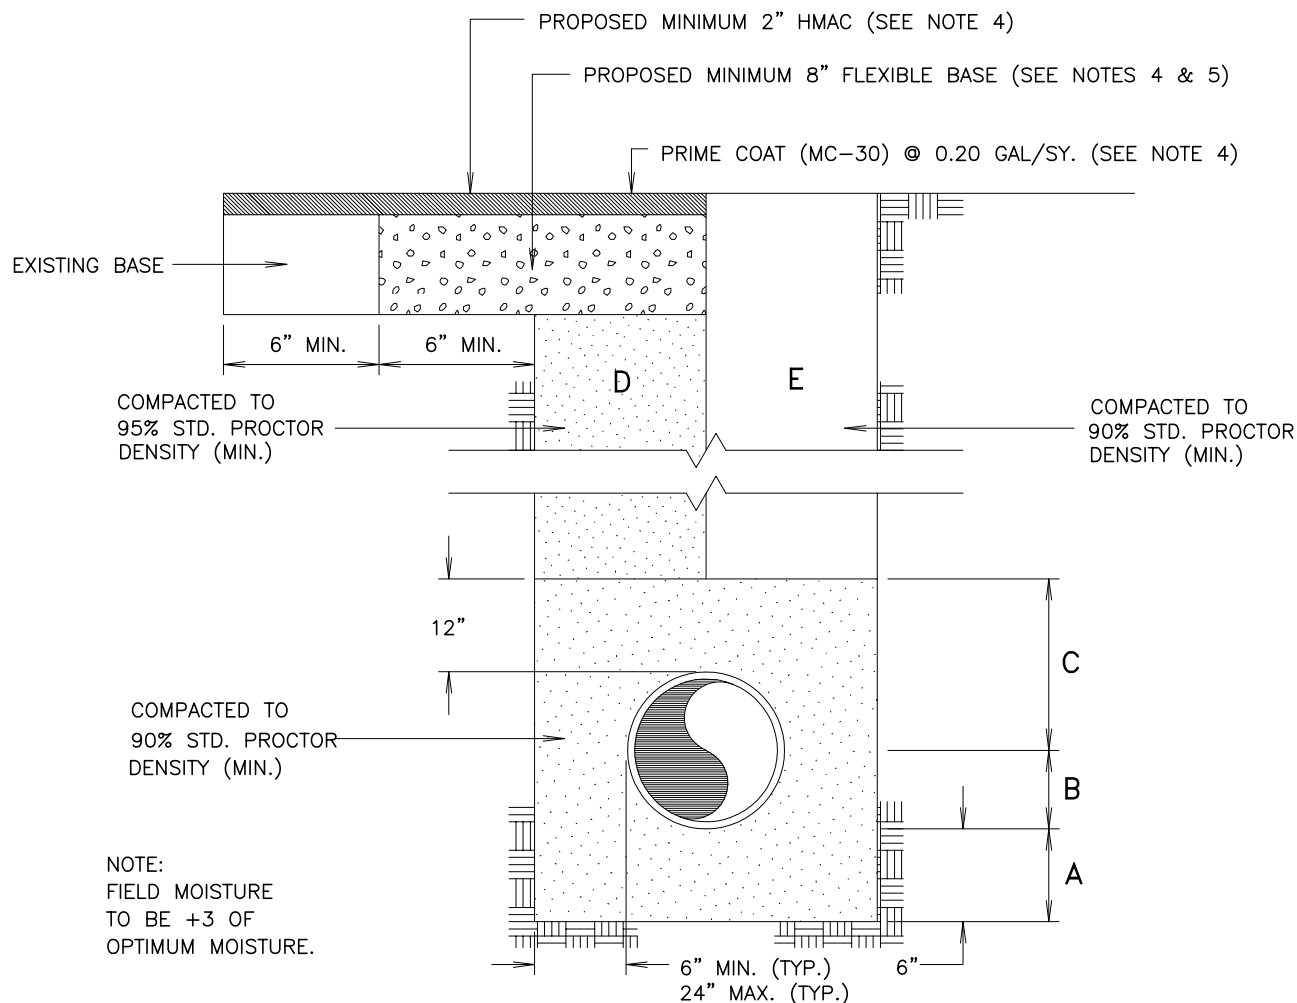 PROPOSED MINIMUM 2” HMAC (SEE NOTE 4)
PROPOSED MINIMUM 8” FLEXIBLE BASE (SEE NOTES 4 & 5)
PRIME COAT (MC−30) @ 0.20 GAL/SY. (SEE NOTE 4)
EXISTING BASE
6” MIN.
6” MIN.
D
E
COMPACTED TO
95% STD. PROCTOR
DENSITY (MIN.)
COMPACTED TO
90% STD. PROCTOR
DENSITY (MIN.)
12”
C
COMPACTED TO
90% STD. PROCTOR
DENSITY (MIN.)
B
A
NOTE:
FIELD MOISTURE
TO BE +3 OF
OPTIMUM MOISTURE.
6” MIN. (TYP.)
24” MAX. (TYP.)
6”